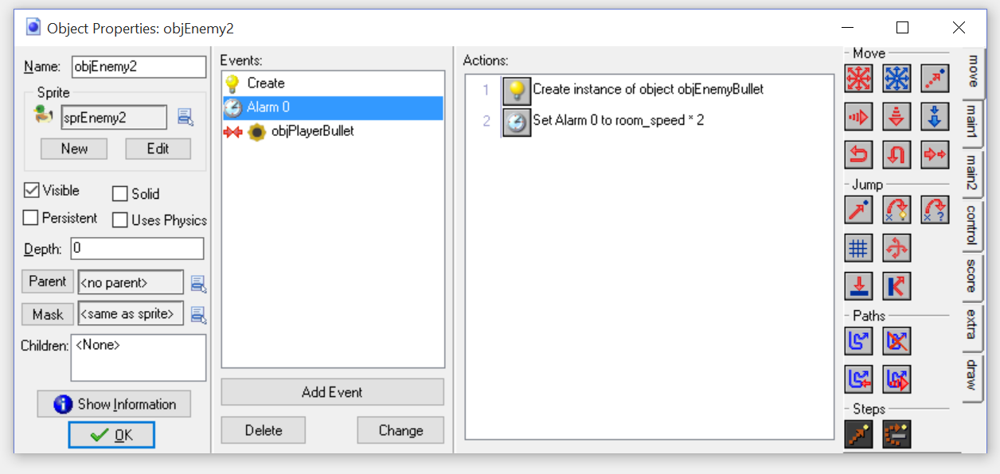 Object Properties: objEnemy2
Name: objEnemy2
Sprite
sprEnemy2
New Edit
Visible Solid
Persistent Uses Physics
Depth: 0
Parent <no parent>
Mask <same as sprite>
Children: <None>
Show Information
OK
Events:
Create
Alarm 0
objPlayerBullet
Add Event
Delete Change
Actions:
1 Create instance of object objEnemyBullet
2 Set Alarm 0 to room_speed * 2
Move
Jump
Paths
Steps
move
main1
main2
control
score
extra
draw